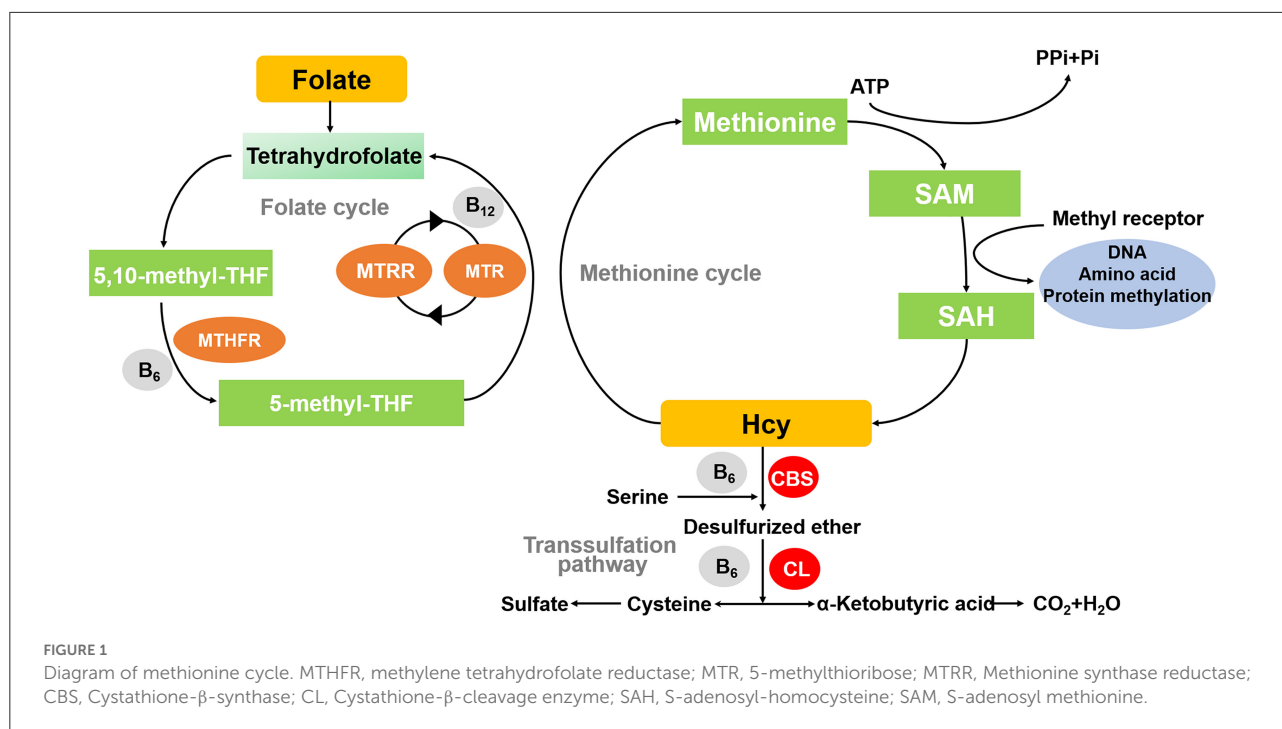 Folate
Tetrahydrofolate
Folate cycle
B12
MTRR
MTR
5,10-methyl-THF
MTHFR
B6
5-methyl-THF
PPi+Pi
ATP
Methionine
SAM
Methyl receptor
DNA
Amino acid
Protein methylation
Methionine cycle
SAH
Hcy
B6
CBS
Serine
Desulfurized ether
Transsulfation
pathway
B6
CL
Sulfate
Cysteine
α-Ketobutyric acid
CO2+H2O
FIGURE 1
Diagram of methionine cycle. MTHFR, methylene tetrahydrofolate reductase; MTR, 5-methylthioribose; MTRR, Methionine synthase reductase;
CBS, Cystathione-β-synthase; CL, Cystathione-β-cleavage enzyme; SAH, S-adenosyl-homocysteine; SAM, S-adenosyl methionine.